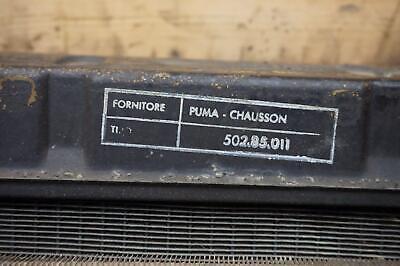 FORNITORE PUMA - CHAUSSON
502.85.011